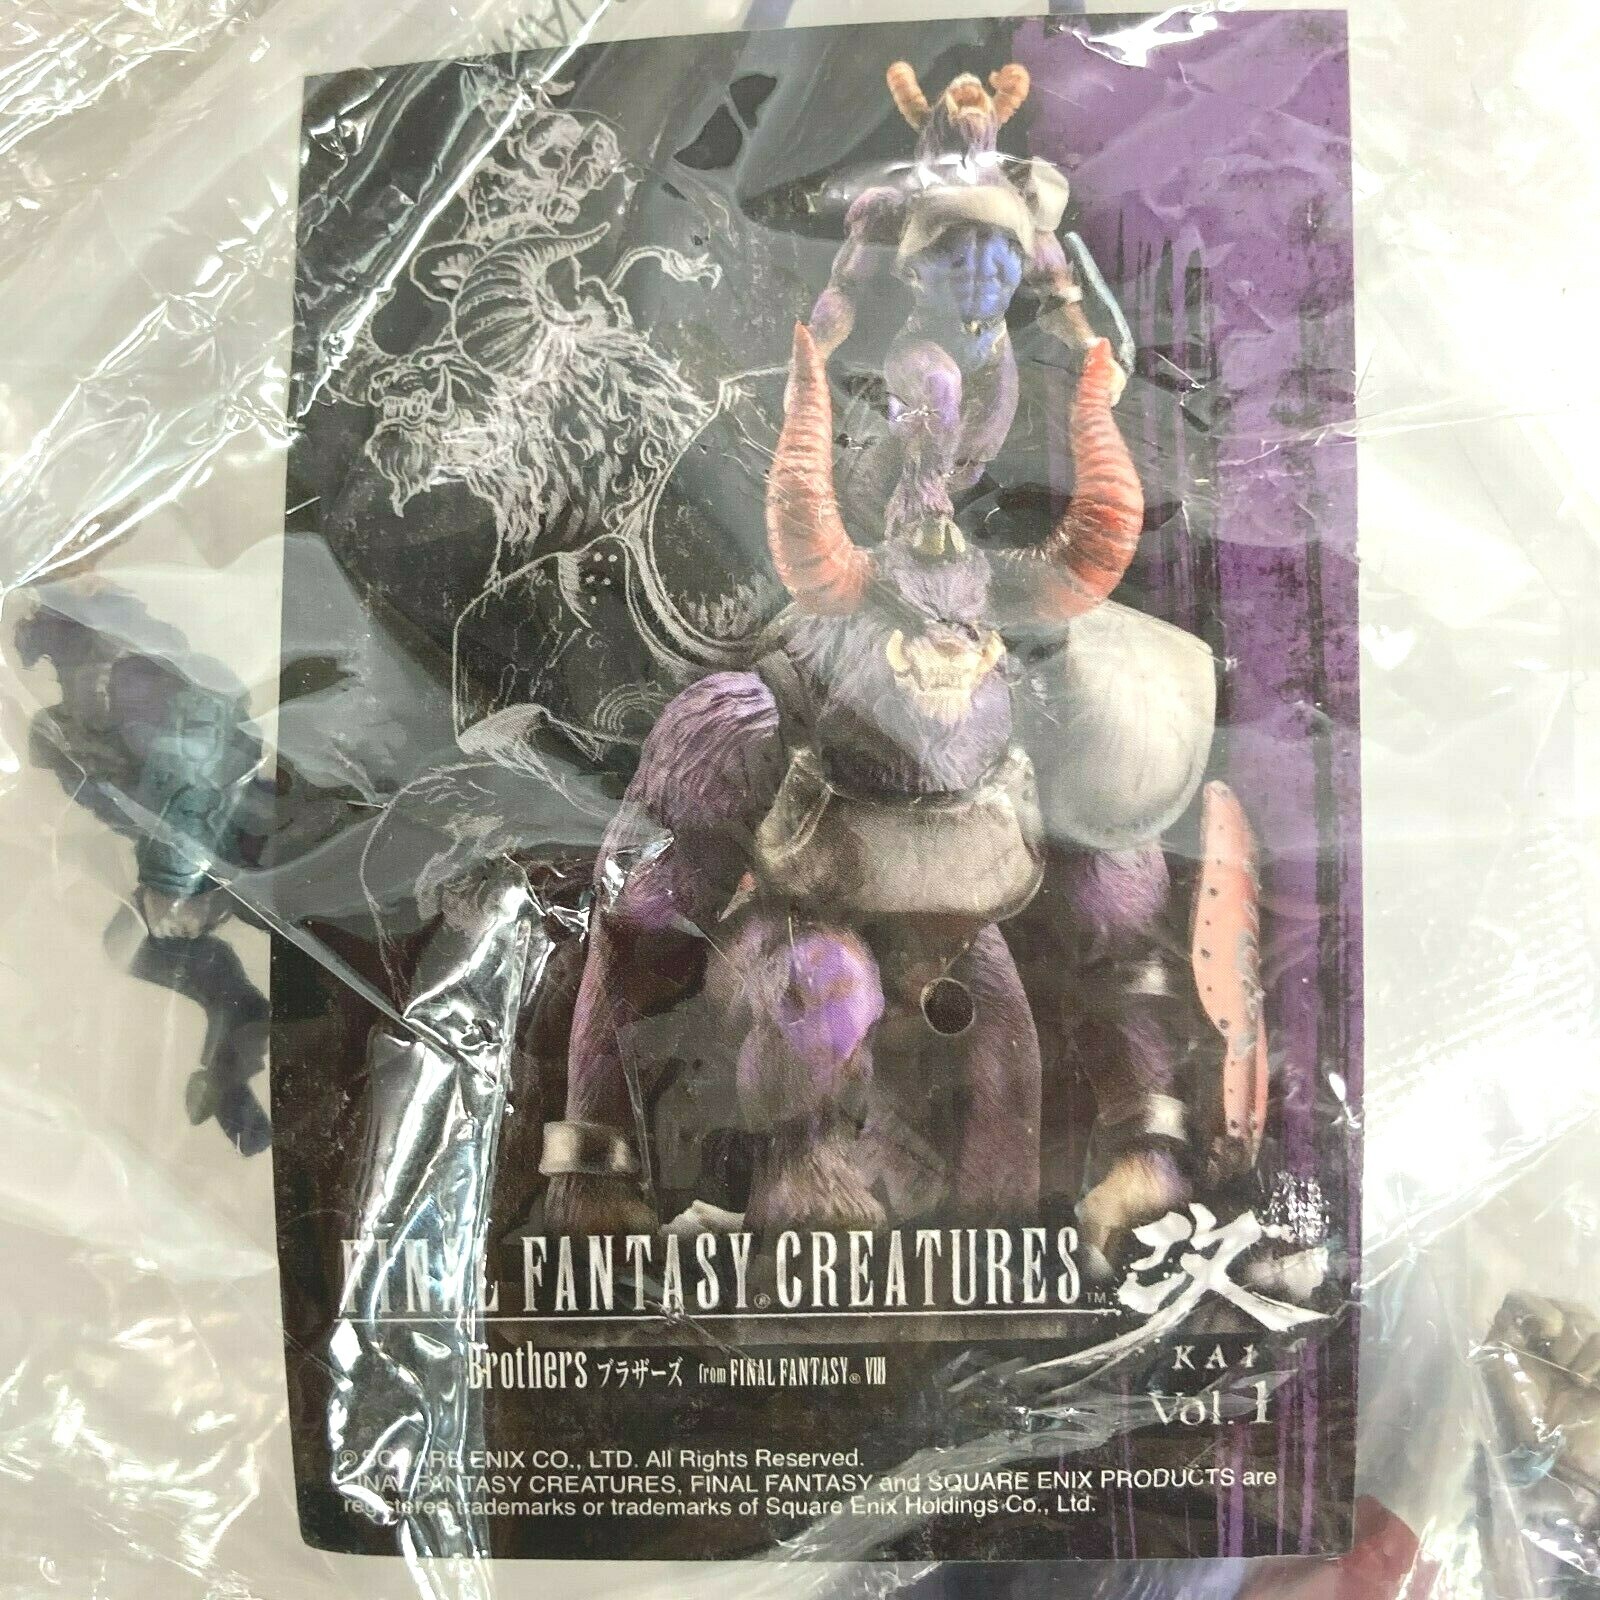 FINAL FANTASY® CREATURES™ 改
KAI
Brothers ブラザーズ from FINAL FANTASY® VIII
Vol. 1
© SQUARE ENIX CO., LTD. All Rights Reserved.
FINAL FANTASY CREATURES, FINAL FANTASY and SQUARE ENIX PRODUCTS are
registered trademarks or trademarks of Square Enix Holdings Co., Ltd.